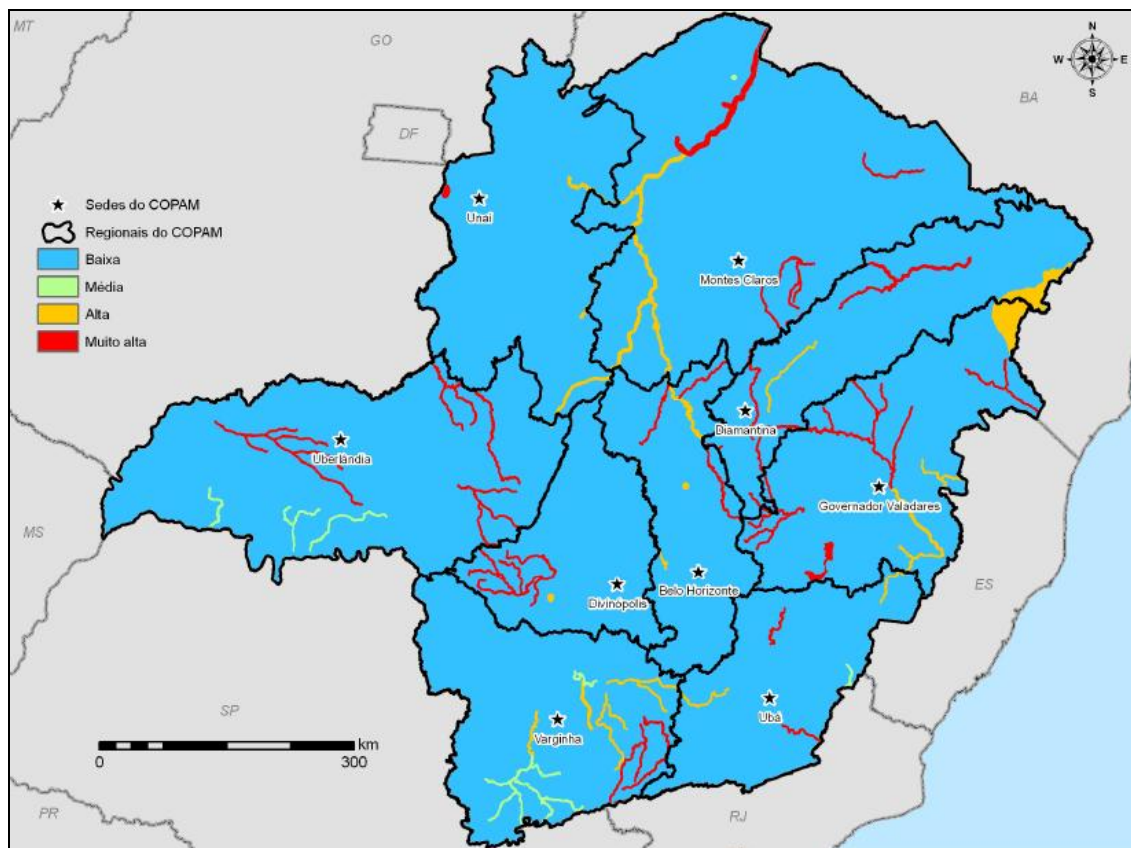 MT
GO
N
W E
S
BA
DF
Sedes do COPAM
Regionais do COPAM
Baixa
Média
Alta
Muito alta
Unaí
Montes Claros
Diamantina
Uberlândia
Governador Valadares
MS
Divinópolis
Belo Horizonte
ES
SP
Ubá
Varginha
km
0 300
PR
RJ